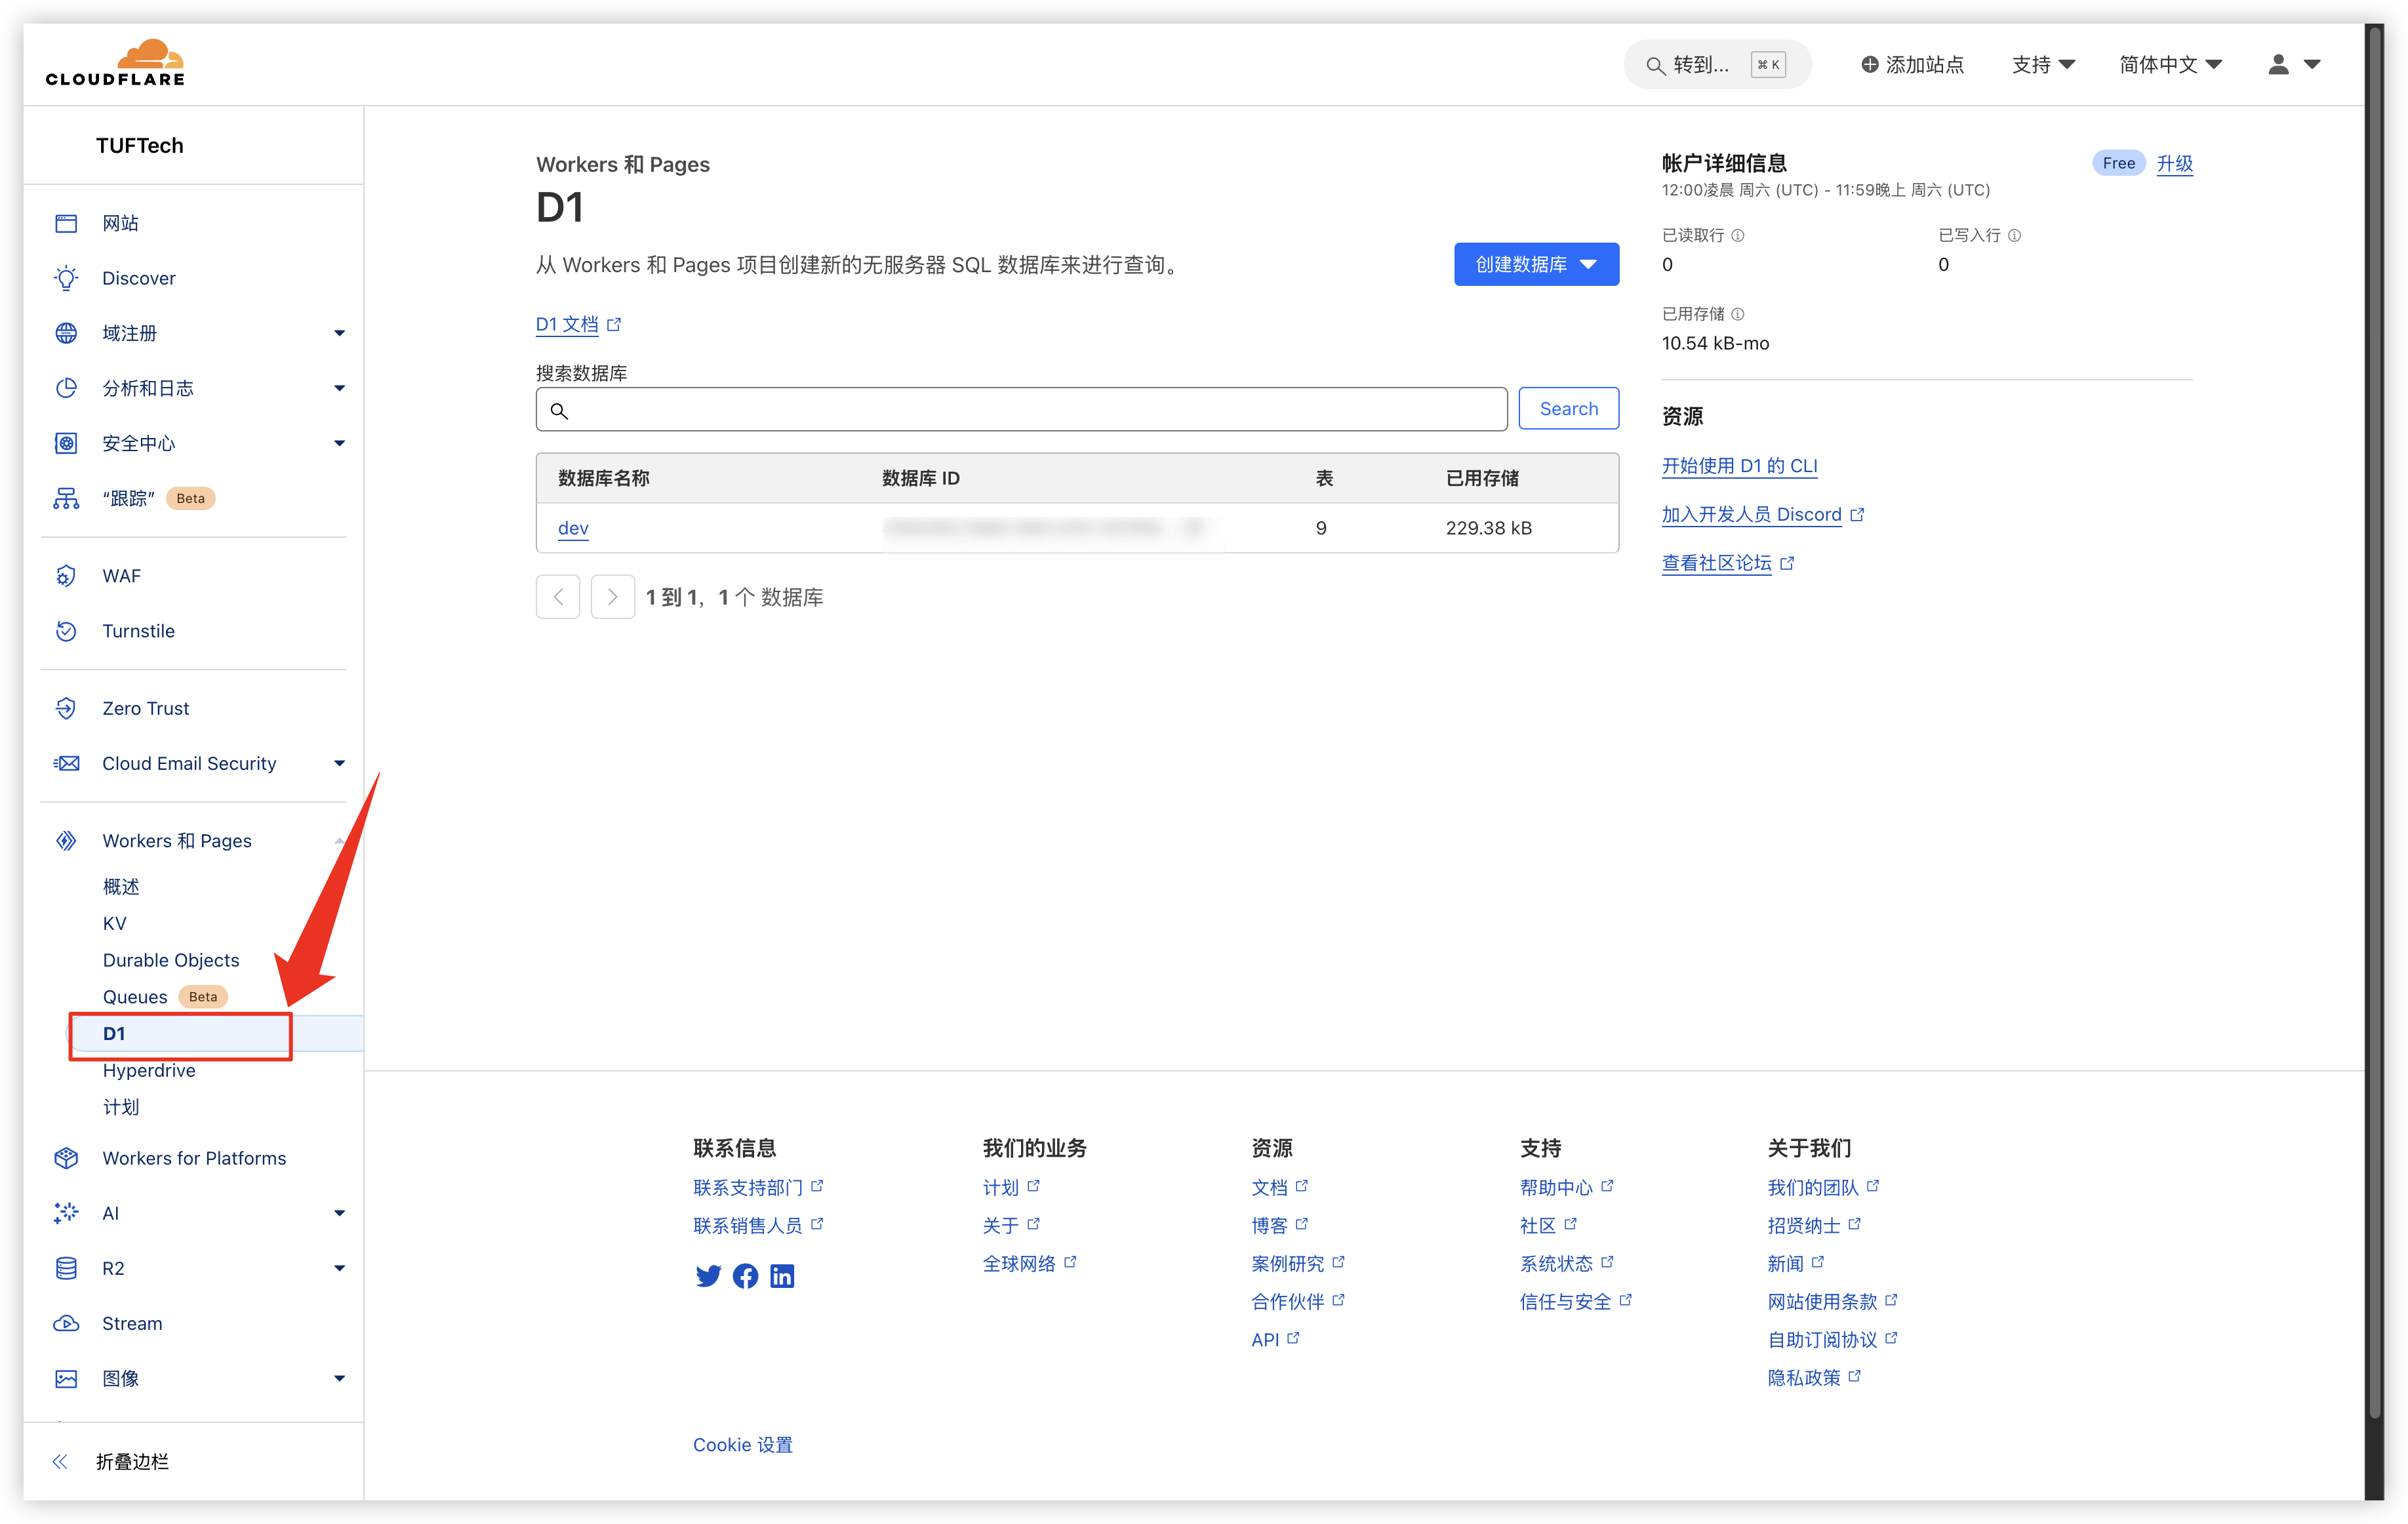 CLOUDFLARE
转到... ⌘ K
添加站点
支持
简体中文
TUFTech
网站
Discover
域注册
分析和日志
安全中心
“跟踪” Beta
WAF
Turnstile
Zero Trust
Cloud Email Security
Workers 和 Pages
概述
KV
Durable Objects
Queues Beta
D1
Hyperdrive
计划
Workers for Platforms
AI
R2
Stream
图像
折叠边栏
Workers 和 Pages
D1
从 Workers 和 Pages 项目创建新的无服务器 SQL 数据库来进行查询。
创建数据库
D1 文档
搜索数据库
Search
数据库名称 数据库 ID 表 已用存储
dev 9 229.38 kB
1 到 1, 1 个 数据库
帐户详细信息 Free 升级
12:00凌晨 周六 (UTC) - 11:59晚上 周六 (UTC)
已读取行 已写入行
0 0
已用存储
10.54 kB-mo
资源
开始使用 D1 的 CLI
加入开发人员 Discord
查看社区论坛
联系信息
联系支持部门
联系销售人员
我们的业务
计划
关于
全球网络
资源
文档
博客
案例研究
合作伙伴
API
支持
帮助中心
社区
系统状态
信任与安全
关于我们
我们的团队
招贤纳士
新闻
网站使用条款
自助订阅协议
隐私政策
Cookie 设置